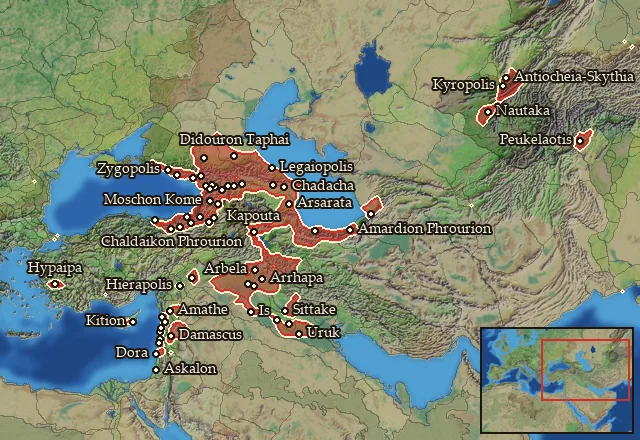 Antiocheia-Skythia
Kyropolis
Nautaka
Peukelaotis
Didouron Taphai
Zygopolis
Legaiopolis
Chadacha
Moschon Kome
Arsarata
Kapouta
Amardion Phrourion
Chaldaikon Phrourion
Hypaipa
Arbela
Arrhapa
Hierapolis
Amathe
Is
Sittake
Kition
Damascus
Uruk
Dora
Askalon